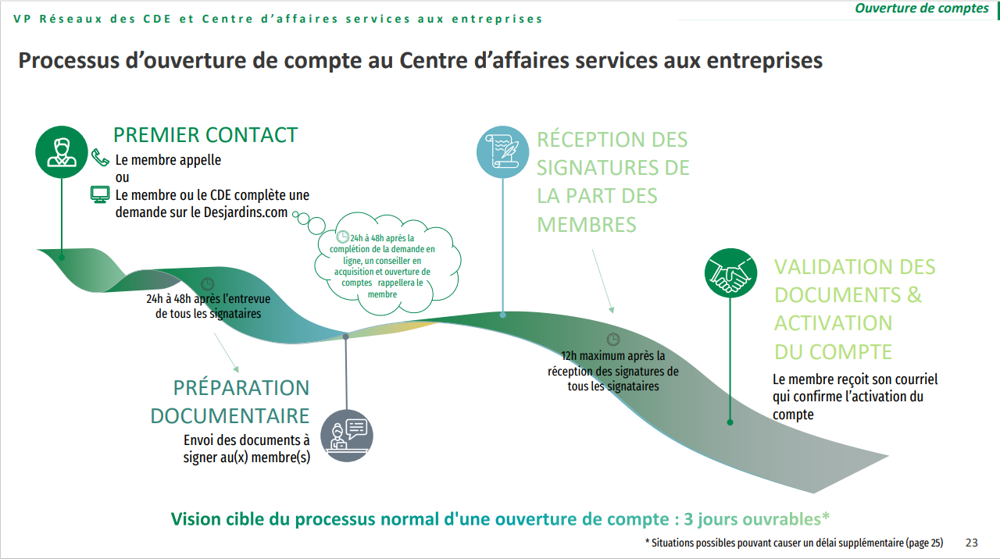 VP Réseaux des CDE et Centre d’affaires services aux entreprises
Ouverture de comptes
Processus d’ouverture de compte au Centre d’affaires services aux entreprises
PREMIER CONTACT
Le membre appelle
ou
Le membre ou le CDE complète une
demande sur le Desjardins.com
24h à 48h après la
complétion de la demande en
ligne, un conseiller en
acquisition et ouverture de
comptes rappellera le
membre
24h à 48h après l’entrevue
de tous les signataires
PRÉPARATION
DOCUMENTAIRE
Envoi des documents à
signer au(x) membre(s)
RÉCEPTION DES
SIGNATURES DE
LA PART DES
MEMBRES
12h maximum après la
réception des signatures de
tous les signataires
VALIDATION DES
DOCUMENTS &
ACTIVATION
DU COMPTE
Le membre reçoit son courriel
qui confirme l’activation du
compte
Vision cible du processus normal d'une ouverture de compte : 3 jours ouvrables*
* Situations possibles pouvant causer un délai supplémentaire (page 25)
23